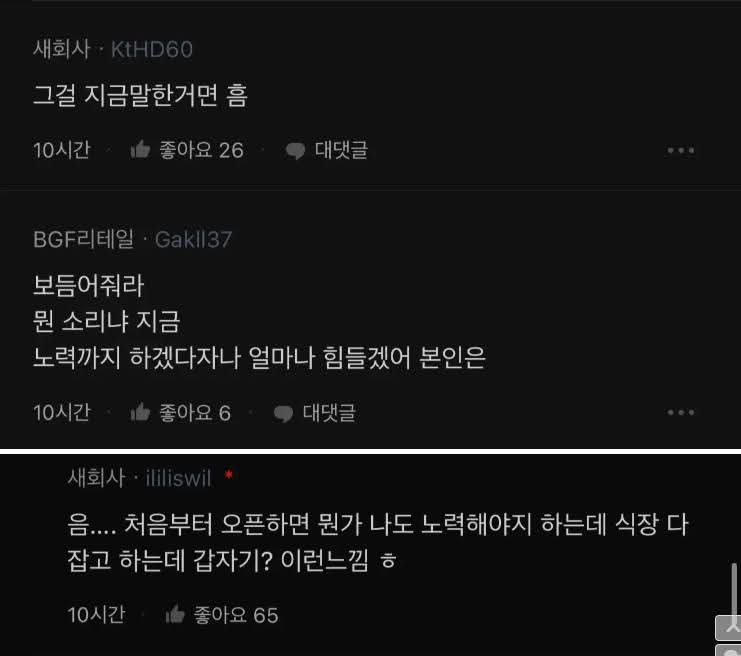 새회사 · KtHD60
그걸 지금말한거면 흠
10시간 · 좋아요 26 · 대댓글
BGF리테일 · Gakll37
보듬어줘라
뭔 소리냐 지금
노력까지 하겠다자나 얼마나 힘들겠어 본인은
10시간 · 좋아요 6 · 대댓글
새회사 · ililiswil *
음.... 처음부터 오픈하면 뭔가 나도 노력해야지 하는데 식장 다
잡고 하는데 갑자기? 이런느낌 ㅎ
10시간 · 좋아요 65